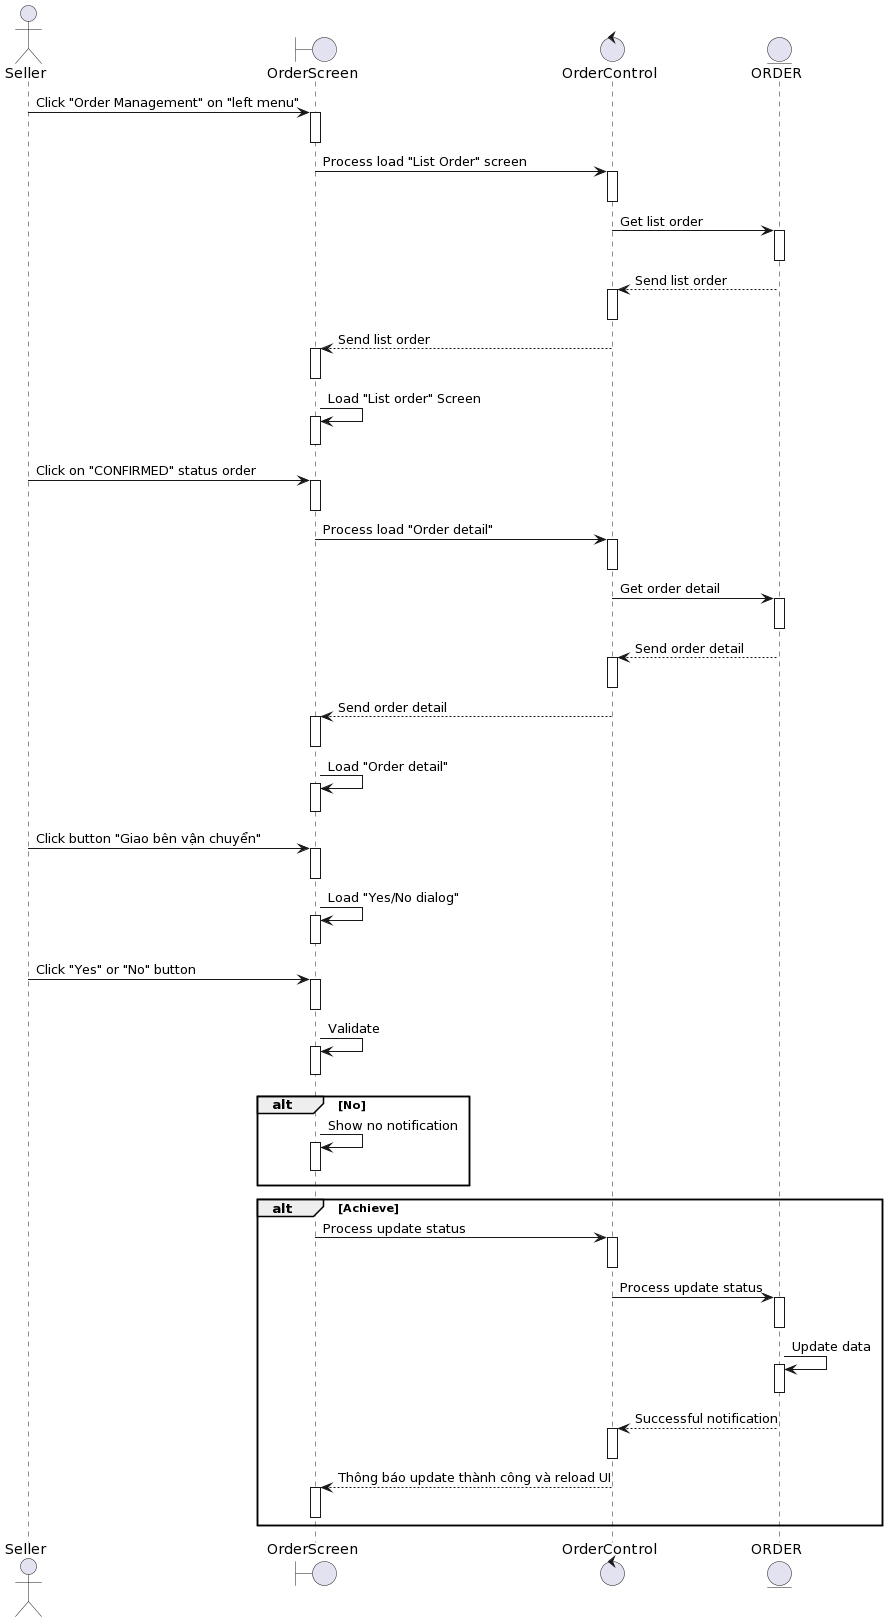 Seller
OrderScreen
OrderControl
ORDER
Click "Order Management" on "left menu"
Process load "List Order" screen
Get list order
Send list order
Send list order
Load "List order" Screen
Click on "CONFIRMED" status order
Process load "Order detail"
Get order detail
Send order detail
Send order detail
Load "Order detail"
Click button "Giao bên vận chuyển"
Load "Yes/No dialog"
Click "Yes" or "No" button
Validate
alt [No]
Show no notification
alt [Achieve]
Process update status
Process update status
Update data
Successful notification
Thông báo update thành công và reload UI
Seller
OrderScreen
OrderControl
ORDER